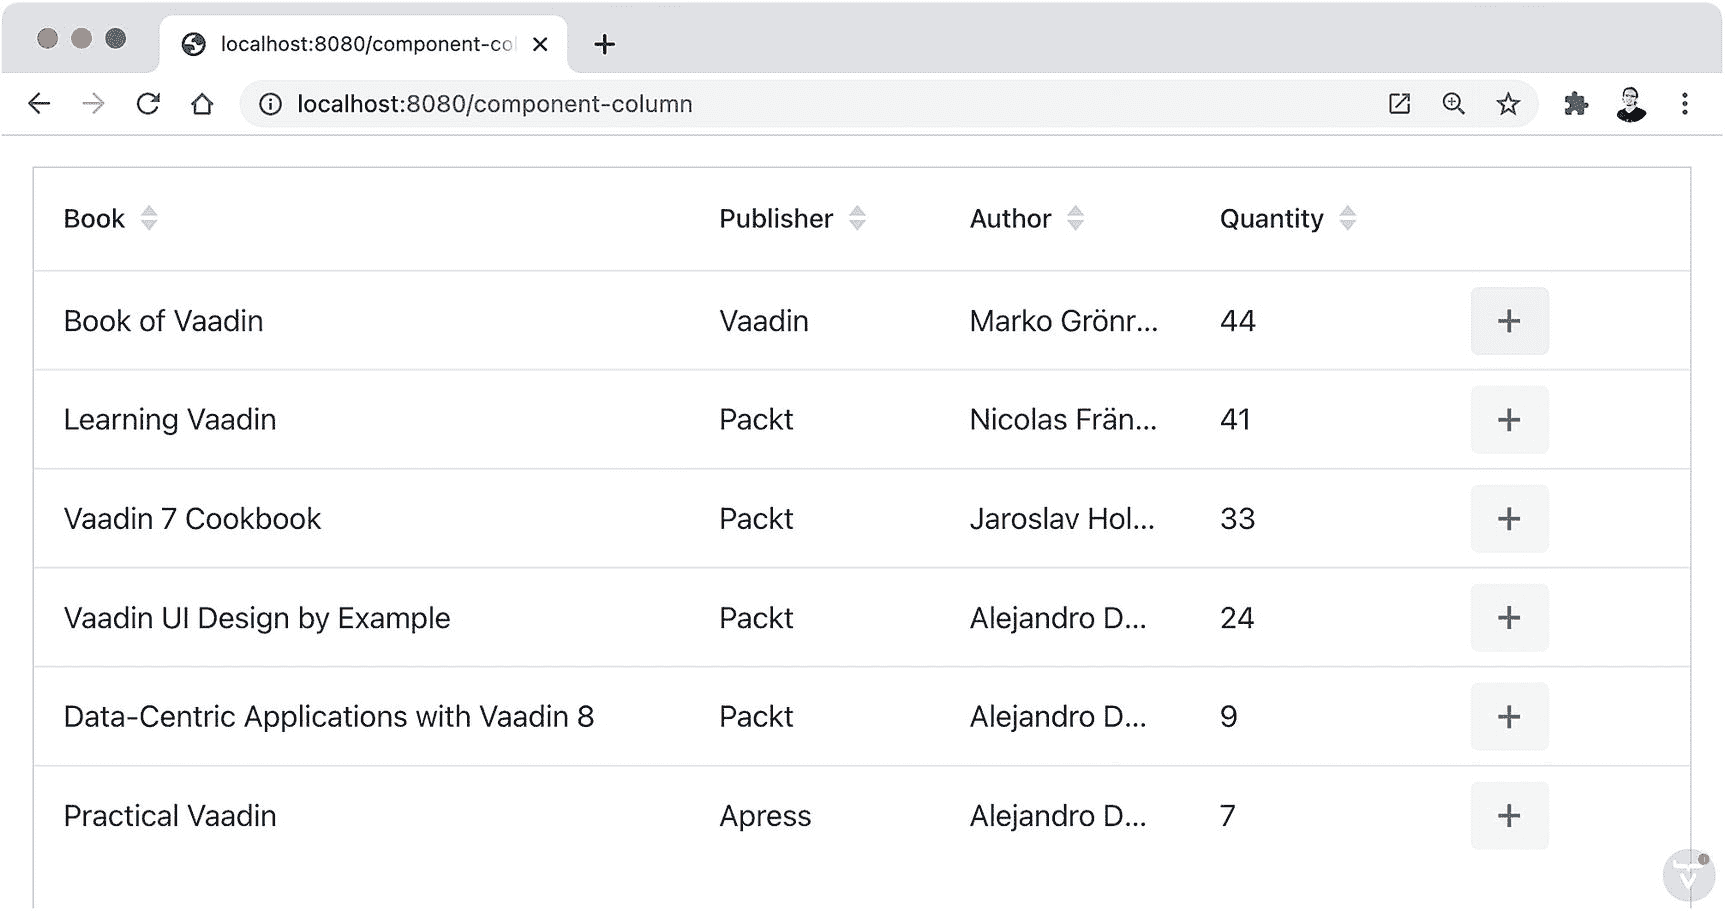 localhost:8080/component-co
localhost:8080/component-column
Book Publisher Author Quantity
Book of Vaadin Vaadin Marko Grönr... 44 +
Learning Vaadin Packt Nicolas Frän... 41 +
Vaadin 7 Cookbook Packt Jaroslav Hol... 33 +
Vaadin UI Design by Example Packt Alejandro D... 24 +
Data-Centric Applications with Vaadin 8 Packt Alejandro D... 9 +
Practical Vaadin Apress Alejandro D... 7 +